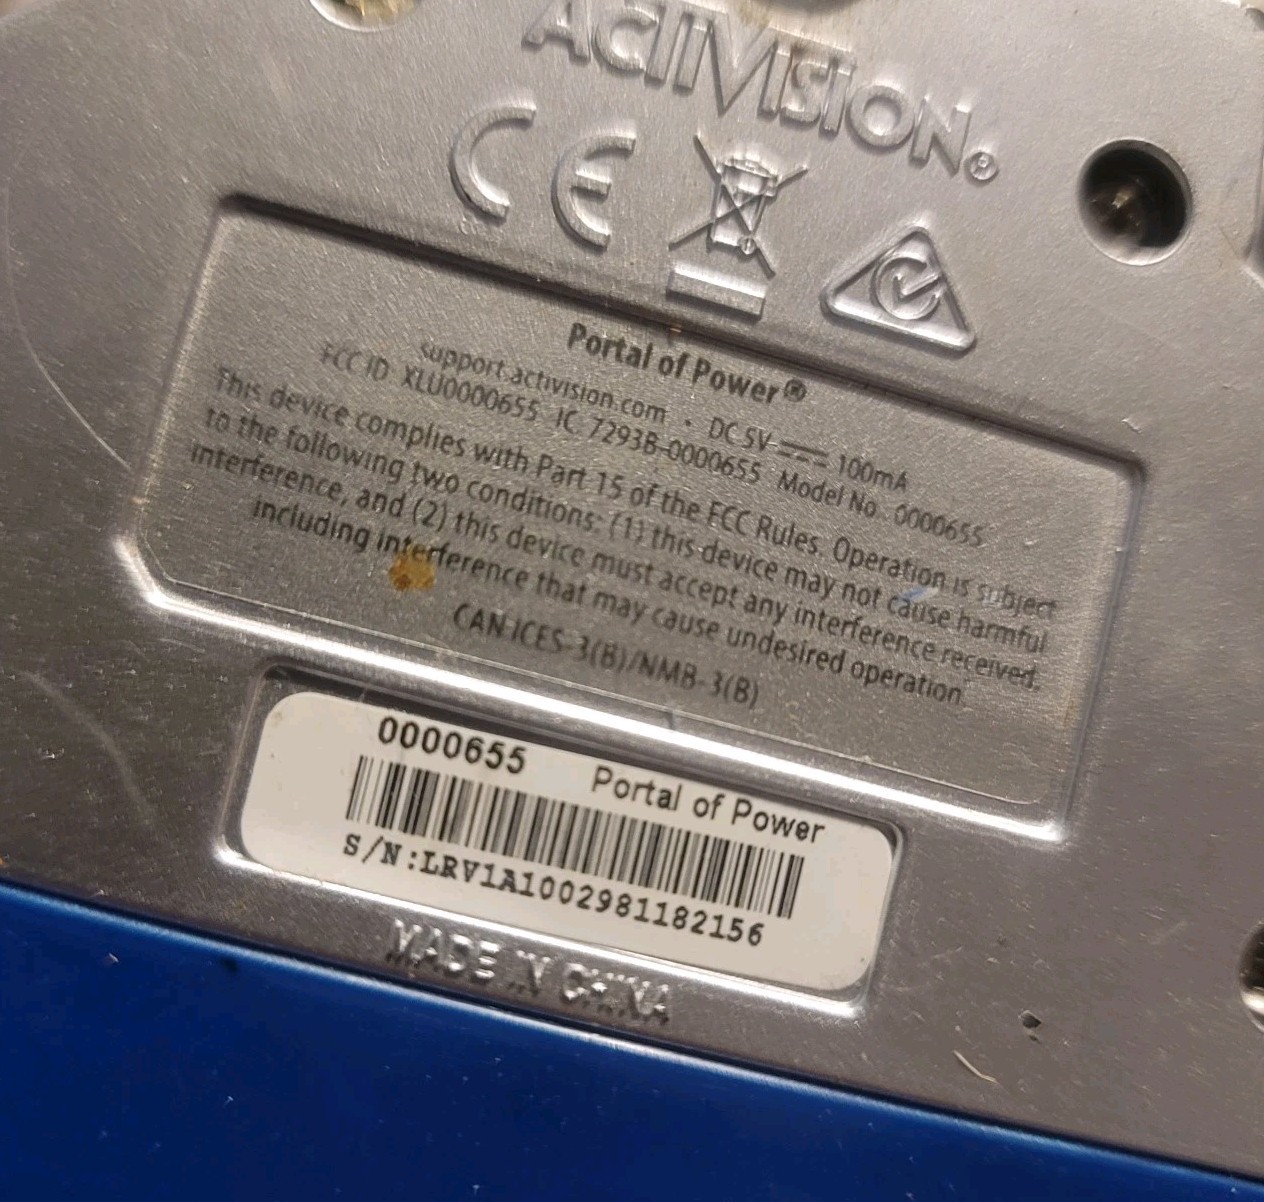 ACTIVISION®
CE
Portal of Power®
support.activision.com • DC 5V⎓100mA
FCC ID XLU0000655 IC 7293B-0000655 Model No. 0000655
This device complies with Part 15 of the FCC Rules. Operation is subject
to the following two conditions: (1) this device may not cause harmful
interference, and (2) this device must accept any interference received,
including interference that may cause undesired operation
CAN ICES-3(B)/NMB-3(B)
0000655 Portal of Power
S/N:LRV1A1002981182156
MADE IN CHINA